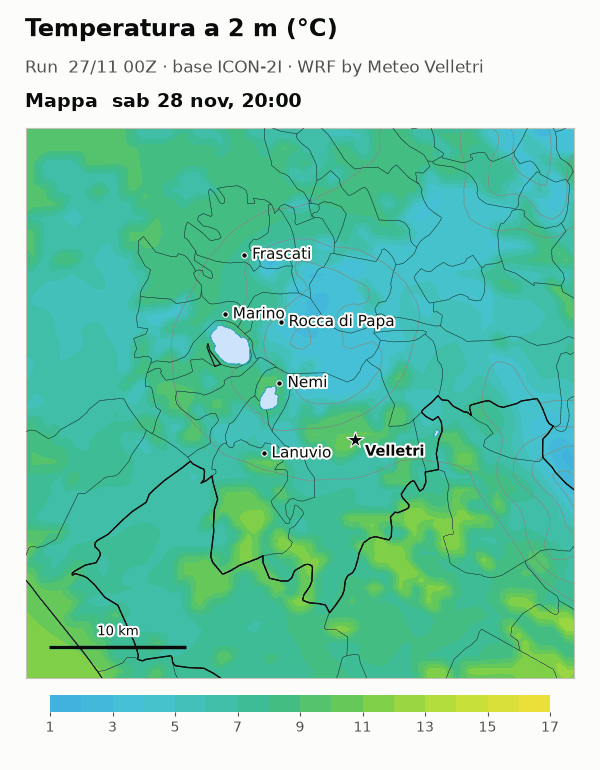 Temperatura a 2 m (°C)
Run  27/11 00Z · base ICON-2I · WRF by Meteo Velletri
Mappa  sab 28 nov, 20:00
Frascati
Marino
Rocca di Papa
Nemi
Velletri
Lanuvio
10 km
1 3 5 7 9 11 13 15 17